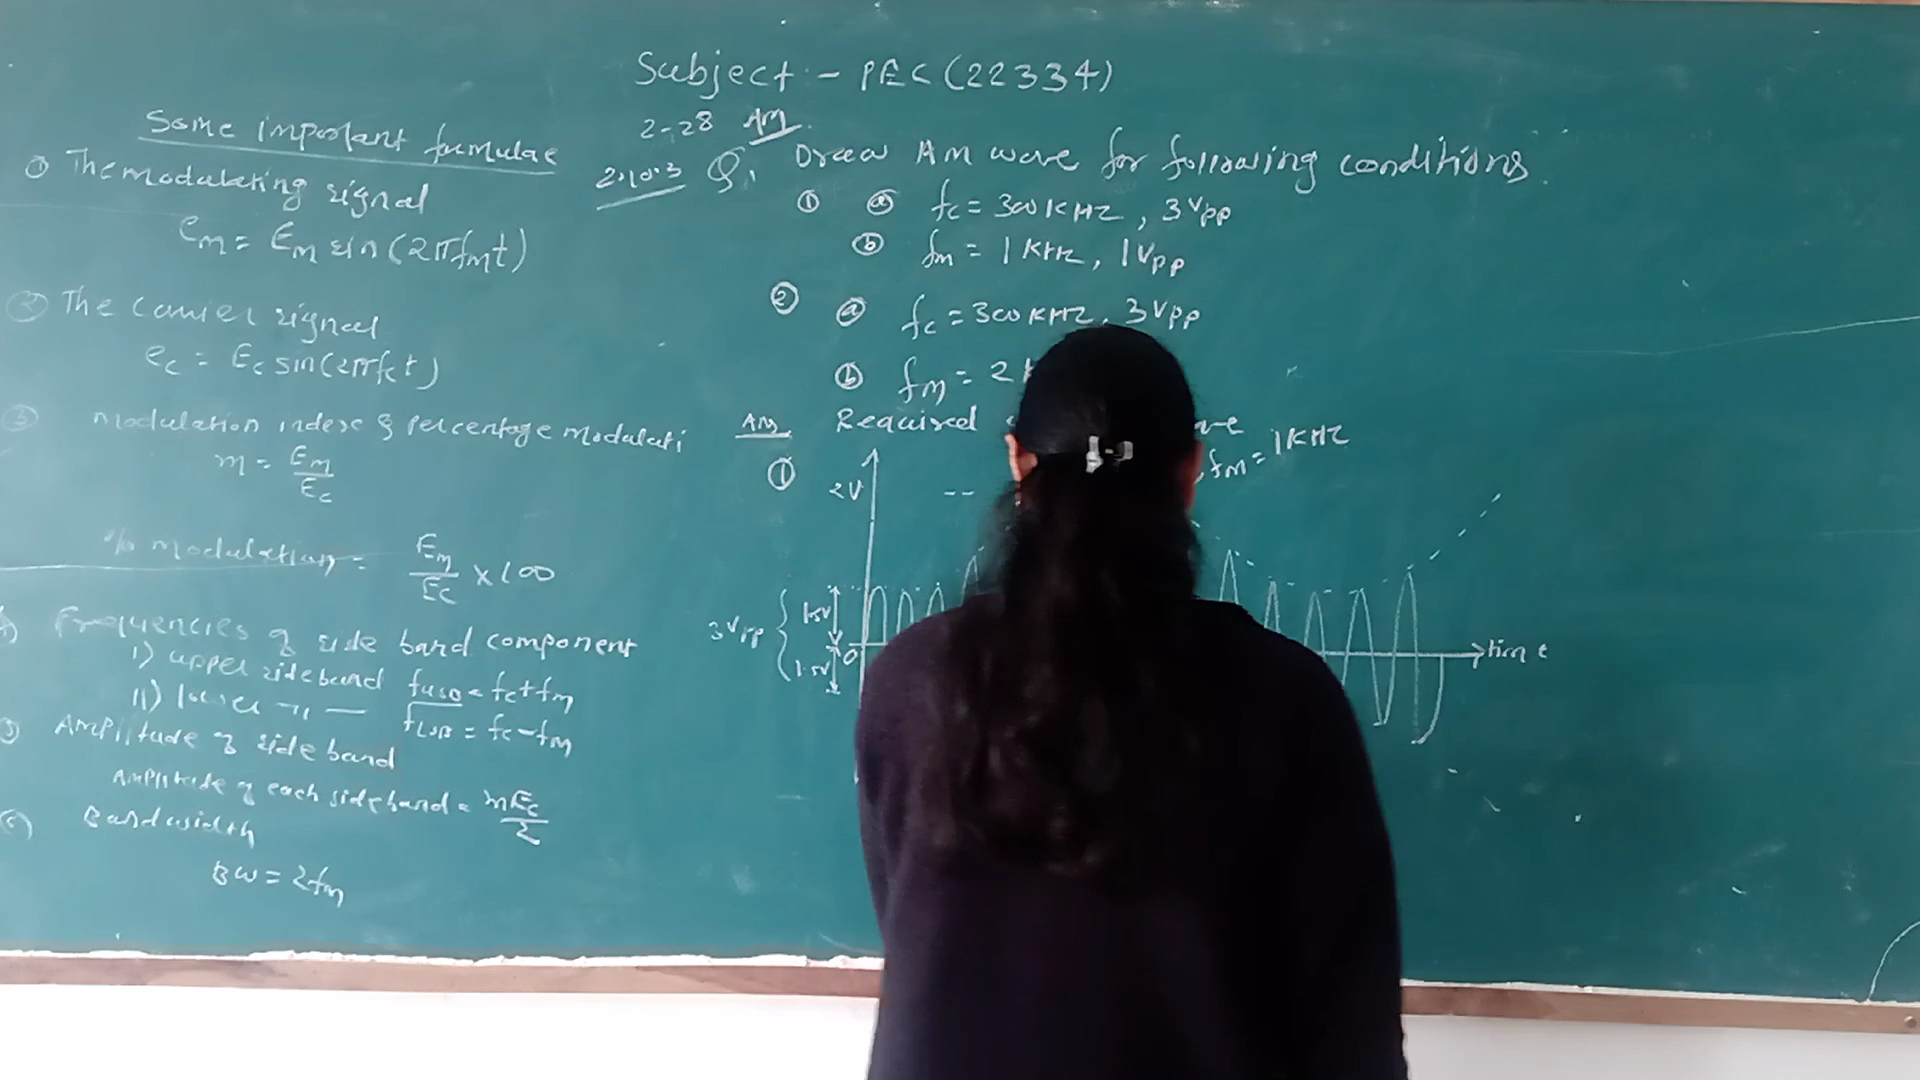 Subject - PEC (22334)
2-28 AM
Some important formulae
① The modulating signal
em = Em sin(2πfmt)
② The carrier signal
ec = Ec sin(2πfct)
③ modulation index & percentage modulati
m = Em/Ec
% modulation = Em/Ec × 100
Frequencies of side band component
i) upper sideband fUSB = fc+fm
ii) lower —"— fLSB = fc-fm
Amplitude of side band
Amplitude of each sideband = mEc/2
Bandwidth
BW = 2fm
2.10.3 Q. Draw AM wave for following conditions.
① ⓐ fc = 300 KHZ, 3Vpp
ⓑ fm = 1 KHz, 1Vpp
② ⓐ fc = 300 KHZ, 3Vpp
ⓑ fm = 2
Ans Required
, fm = 1KHZ
① 2V
3Vpp
1.5V
0
1.5V
time t